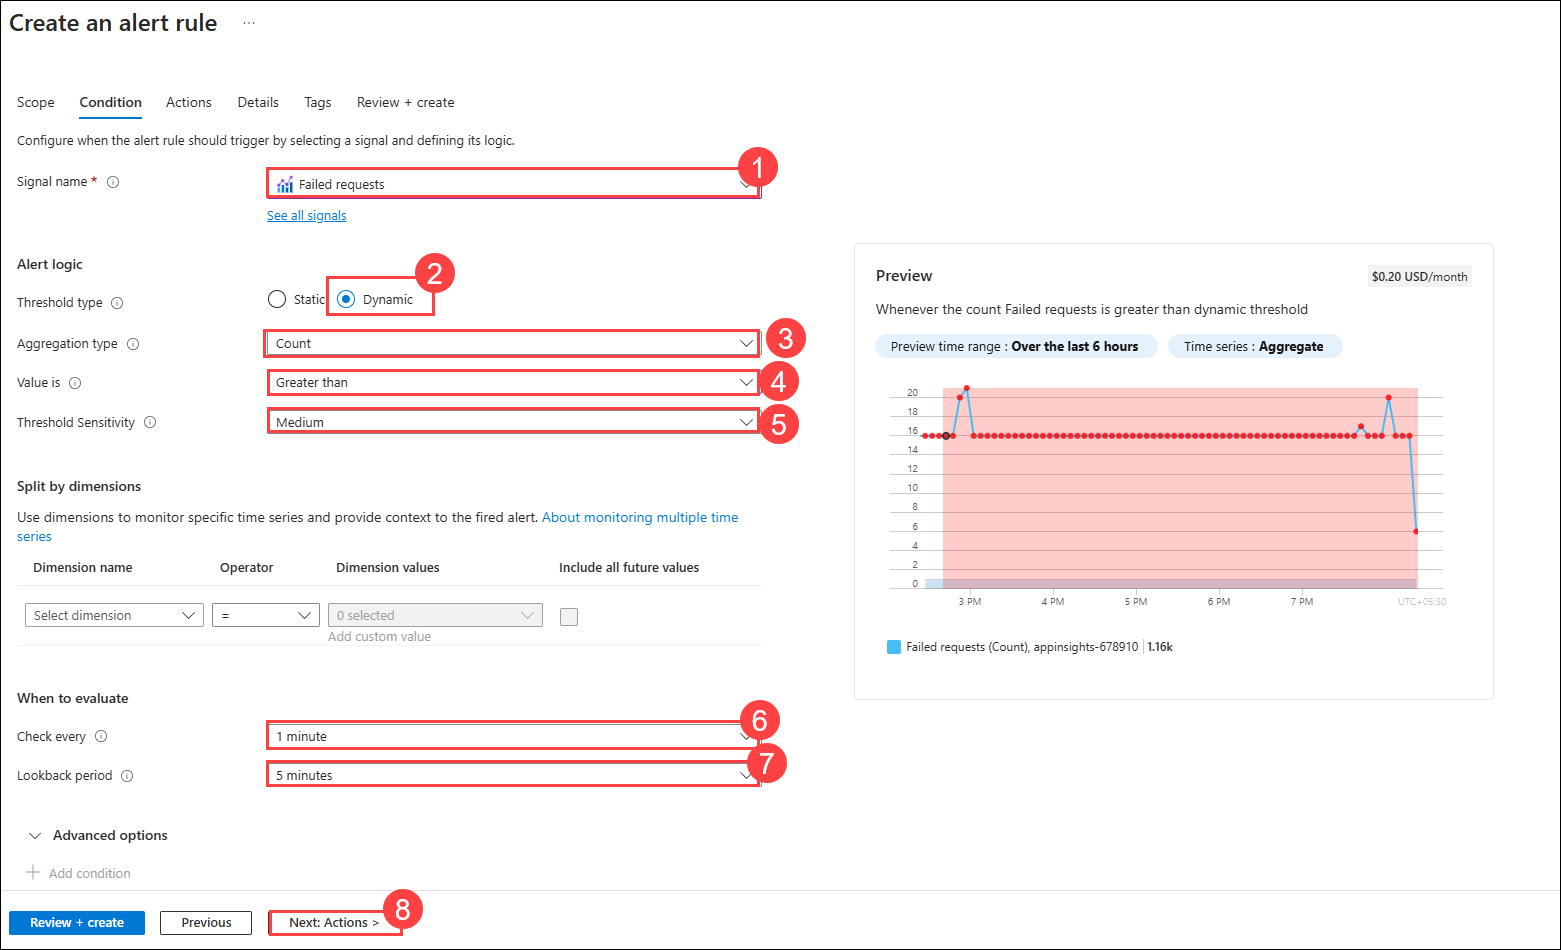 Create an alert rule ...
Scope Condition Actions Details Tags Review + create
Configure when the alert rule should trigger by selecting a signal and defining its logic.
Signal name * Failed requests 1
See all signals
Alert logic
Threshold type Static Dynamic 2
Aggregation type Count 3
Value is Greater than 4
Threshold Sensitivity Medium 5
Split by dimensions
Use dimensions to monitor specific time series and provide context to the fired alert. About monitoring multiple time
series
Dimension name Operator Dimension values Include all future values
Select dimension = 0 selected
Add custom value
When to evaluate
Check every 1 minute 6
Lookback period 5 minutes 7
Advanced options
+ Add condition
Review + create Previous Next: Actions > 8
Preview $0.20 USD/month
Whenever the count Failed requests is greater than dynamic threshold
Preview time range : Over the last 6 hours Time series : Aggregate
20
18
16
14
12
10
8
6
4
2
0
3 PM 4 PM 5 PM 6 PM 7 PM UTC+05:30
Failed requests (Count), appinsights-678910 1.16k